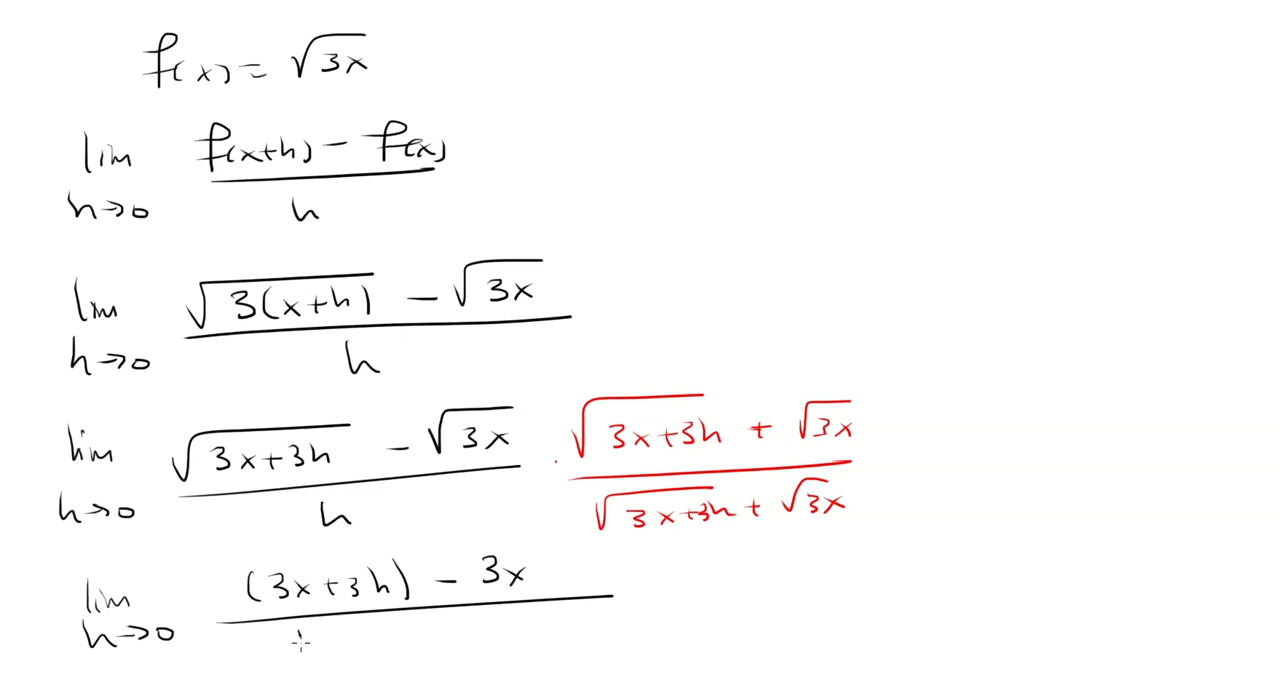 f(x) = √3x
lim h→0 f(x+h) - f(x) / h
lim h→0 √3(x+h) - √3x / h
lim h→0 √3x+3h - √3x / h · √3x+3h + √3x / √3x+3h + √3x
lim h→0 (3x+3h) - 3x